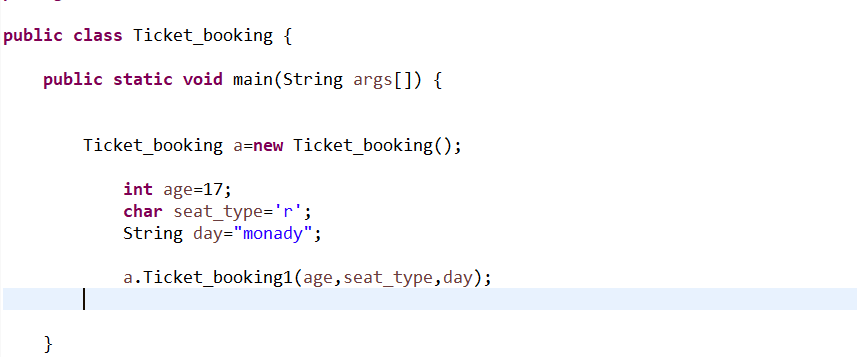 public class Ticket_booking {
public static void main(String args[]) {
Ticket_booking a=new Ticket_booking();
int age=17;
char seat_type='r';
String day="monady";
a.Ticket_booking1(age,seat_type,day);
}